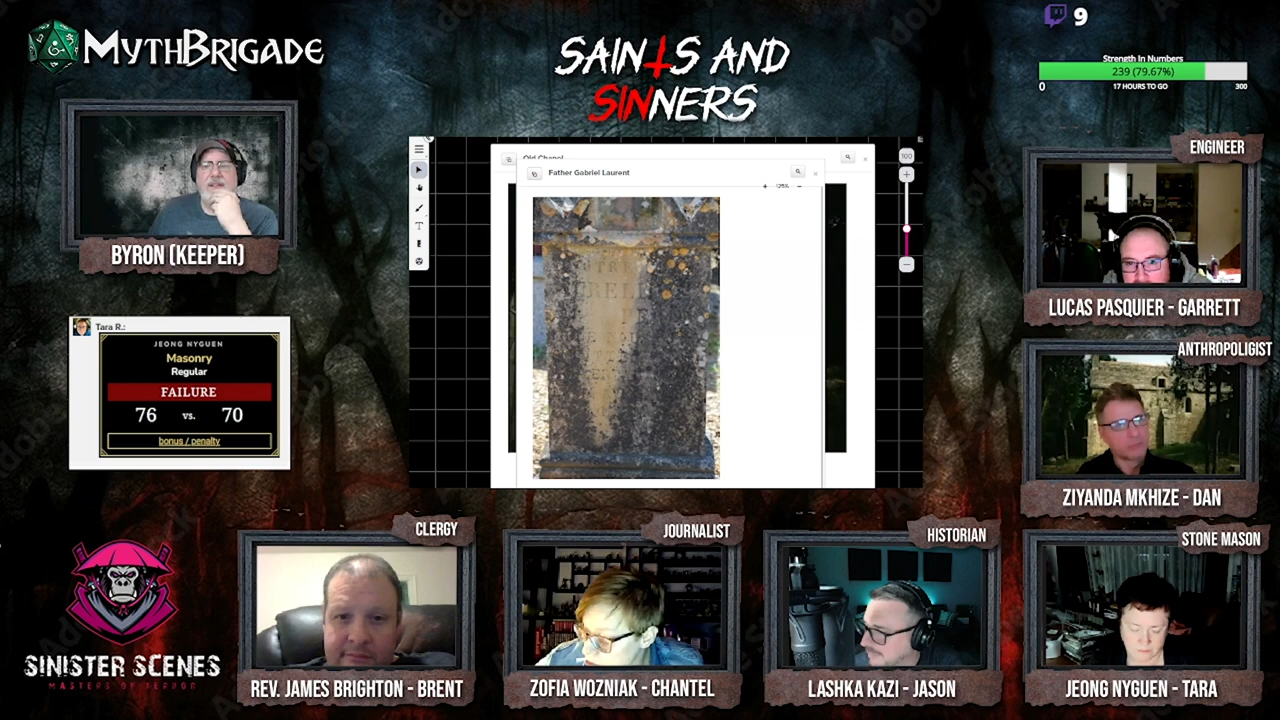 MYTHBRIGADE
SAINTS AND
SINNERS
9
Strength In Numbers
239 (79.67%)
0
17 HOURS TO GO
300
BYRON (KEEPER)
Tara R.:
JEONG NYGUEN
Masonry
Regular
FAILURE
76 vs. 70
bonus / penalty
Old Chapel
Father Gabriel Laurent
125%
100
ENGINEER
LUCAS PASQUIER - GARRETT
ANTHROPOLIGIST
ZIYANDA MKHIZE - DAN
CLERGY
REV. JAMES BRIGHTON - BRENT
JOURNALIST
ZOFIA WOZNIAK - CHANTEL
HISTORIAN
LASHKA KAZI - JASON
STONE MASON
JEONG NYGUEN - TARA
SINISTER SCENES
MASTERS OF TERROR